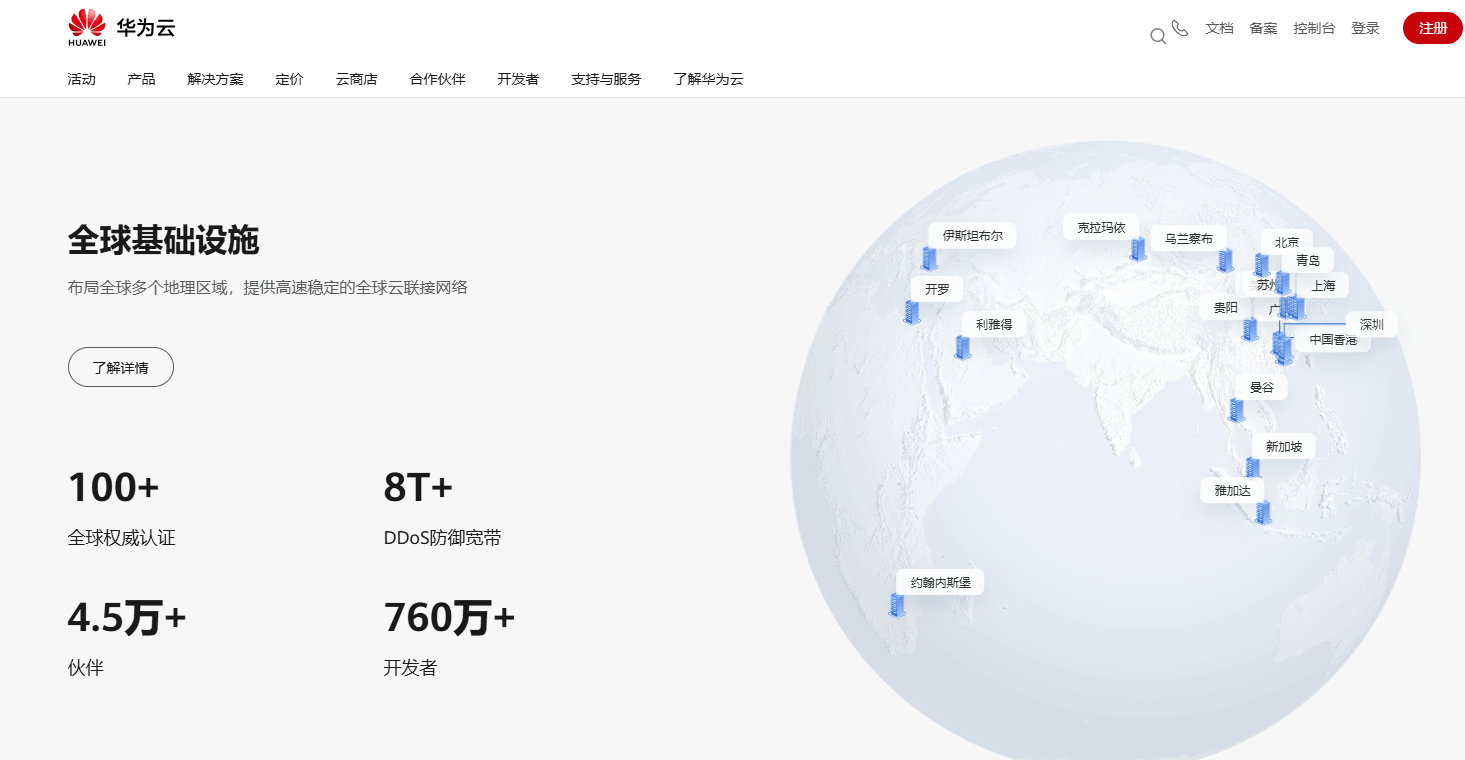 HUAWEI
华为云
文档
备案
控制台
登录
注册
活动
产品
解决方案
定价
云商店
合作伙伴
开发者
支持与服务
了解华为云
全球基础设施
布局全球多个地理区域，提供高速稳定的全球云联接网络
了解详情
100+
全球权威认证
8T+
DDoS防御宽带
4.5万+
伙伴
760万+
开发者
伊斯坦布尔
克拉玛依
乌兰察布
北京
青岛
开罗
苏州
上海
贵阳
广
利雅得
深圳
中国香港
曼谷
新加坡
雅加达
约翰内斯堡